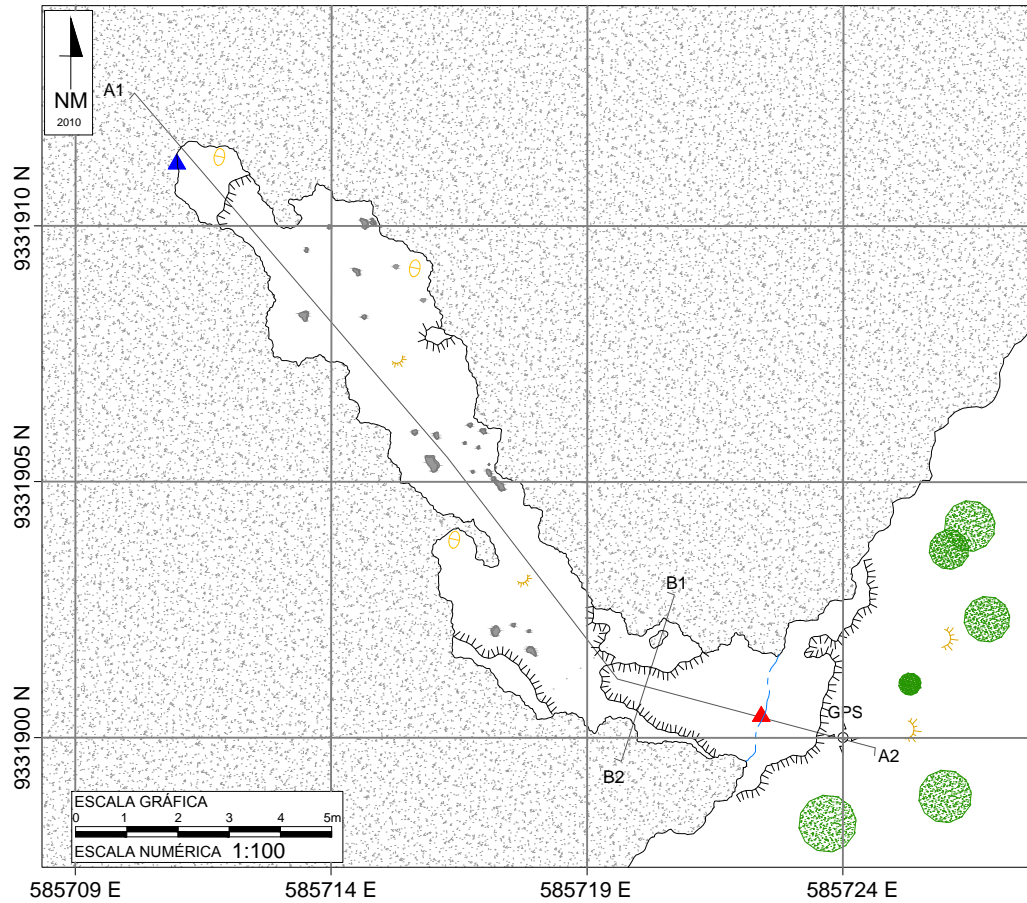 NM
2010
A1
9331910 N
9331905 N
9331900 N
B1
B2
GPS
A2
ESCALA GRÁFICA
0 1 2 3 4 5m
ESCALA NUMÉRICA 1:100
585709 E 585714 E 585719 E 585724 E